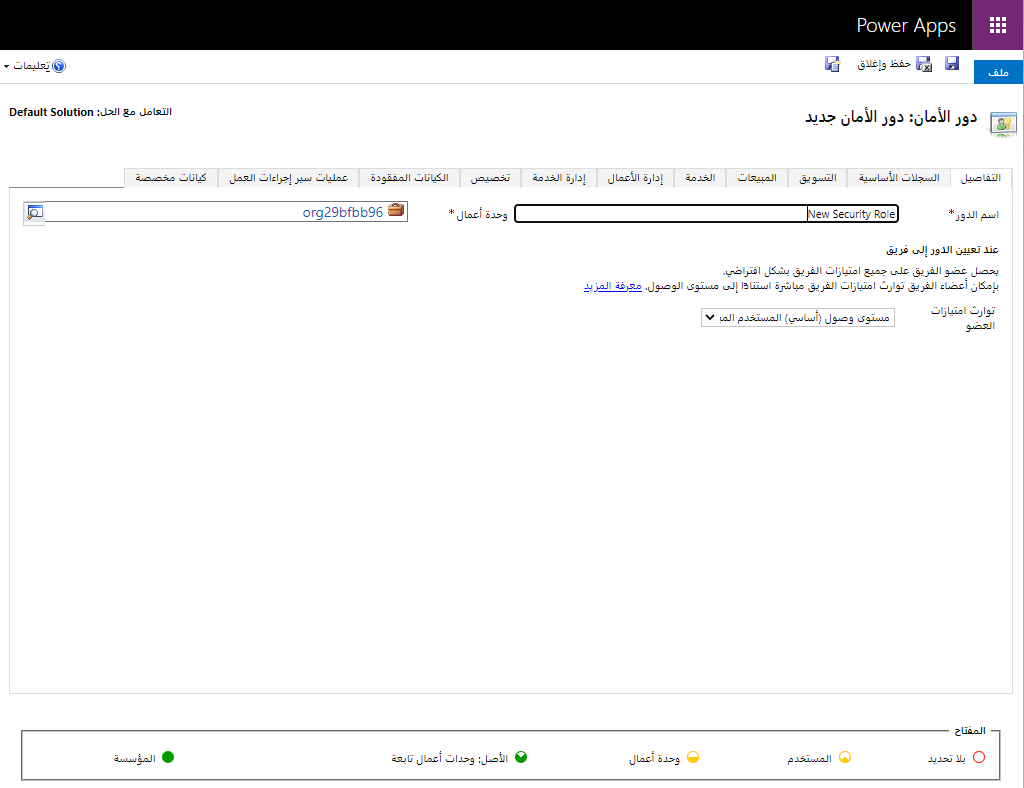 Power Apps
ملف
حفظ وإغلاق
تعليمات
دور الأمان: دور الأمان جديد
التعامل مع الحل: Default Solution
التفاصيل
السجلات الأساسية
التسويق
المبيعات
الخدمة
إدارة الأعمال
إدارة الخدمة
تخصيص
الكيانات المفقودة
عمليات سير إجراءات العمل
كيانات مخصصة
اسم الدور*
New Security Role
وحدة أعمال*
org29bfbb96
عند تعيين الدور إلى فريق
يحصل عضو الفريق على جميع امتيازات الفريق بشكل افتراضي.
بإمكان أعضاء الفريق توارث امتيازات الفريق مباشرة استنادًا إلى مستوى الوصول. معرفة المزيد
توارث امتيازات
العضو
مستوى وصول (أساسي) المستخدم
المفتاح
بلا تحديد
المستخدم
وحدة أعمال
الأصل: وحدات أعمال تابعة
المؤسسة